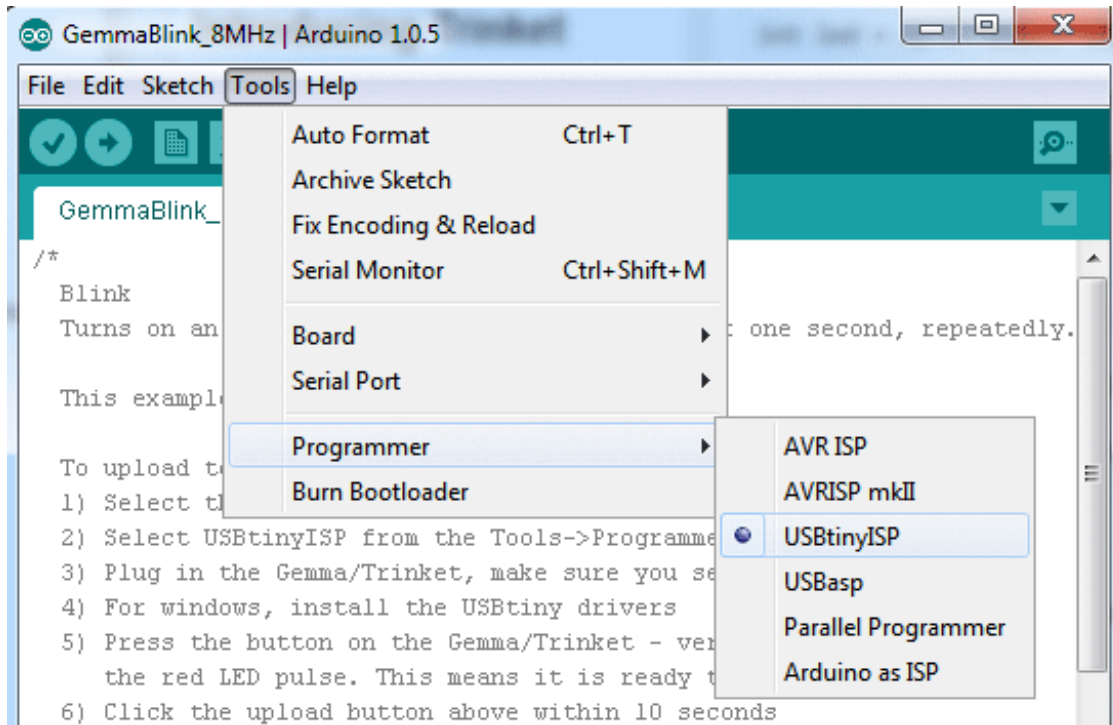 GemmaBlink_8MHz | Arduino 1.0.5
File Edit Sketch Tools Help
Auto Format Ctrl+T
Archive Sketch
Fix Encoding & Reload
Serial Monitor Ctrl+Shift+M
Board
Serial Port
Programmer
Burn Bootloader
AVR ISP
AVRISP mkII
USBtinyISP
USBasp
Parallel Programmer
Arduino as ISP
GemmaBlink_
/*
Blink
Turns on an one second, repeatedly.
This exampl
To upload t
1) Select t
2) Select USBtinyISP from the Tools->Programme
3) Plug in the Gemma/Trinket, make sure you se
4) For windows, install the USBtiny drivers
5) Press the button on the Gemma/Trinket - ver
the red LED pulse. This means it is ready t
6) Click the upload button above within 10 seconds